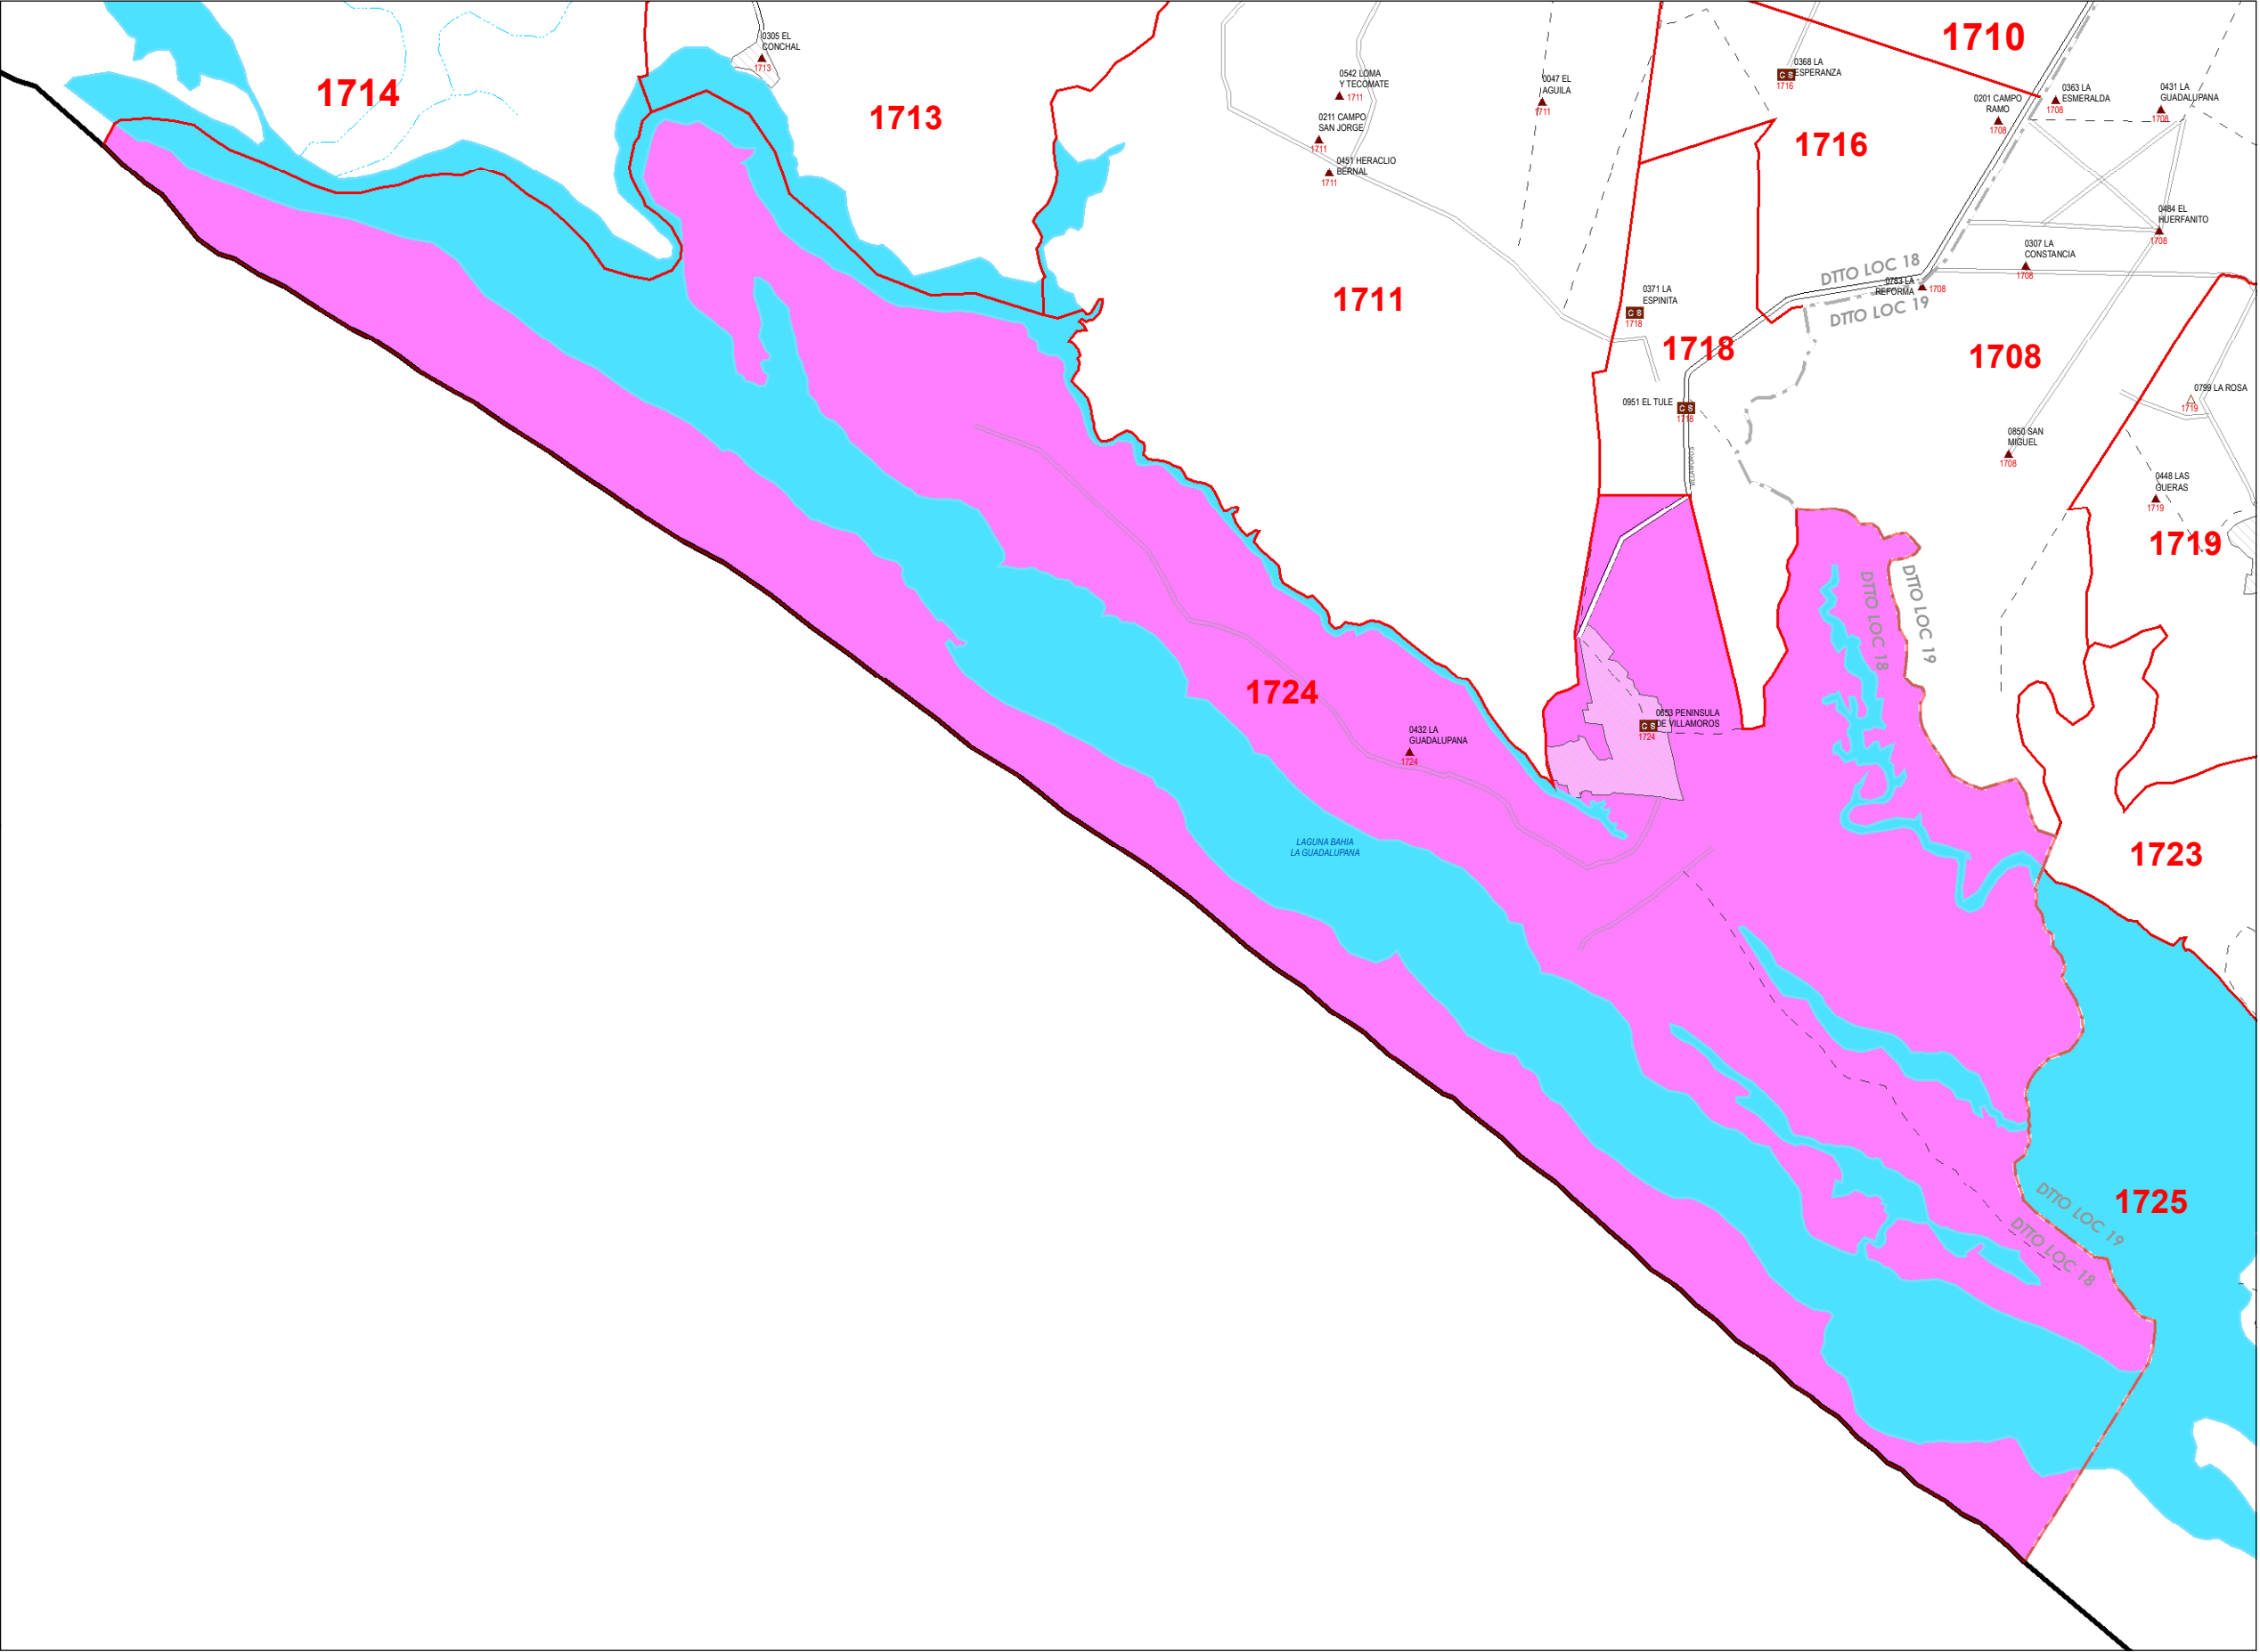 0305 EL
CONCHAL
1713
1714
1713
0542 LOMA
Y TECOMATE
1711
0211 CAMPO
SAN JORGE
1711
0451 HERACLIO
BERNAL
1711
0047 EL
AGUILA
1711
1710
0368 LA
ESPERANZA
C S
1716
0201 CAMPO
RAMO
1708
0363 LA
ESMERALDA
1708
0431 LA
GUADALUPANA
1708
1716
0484 EL
HUERFANITO
1708
0307 LA
CONSTANCIA
1708
DTTO LOC 18
0783 LA
REFORMA
1708
DTTO LOC 19
1711
0371 LA
ESPINITA
C S
1718
1718
1708
0799 LA ROSA
1719
0951 EL TULE
C S
1718
VILLAMOROS
0850 SAN
MIGUEL
1708
0448 LAS
GUERAS
1719
1719
DTTO LOC 18
DTTO LOC 19
1724
0432 LA
GUADALUPANA
1724
0653 PENINSULA
DE VILLAMOROS
C S
1724
LAGUNA BAHIA
LA GUADALUPANA
1723
1725
DTTO LOC 19
DTTO LOC 18